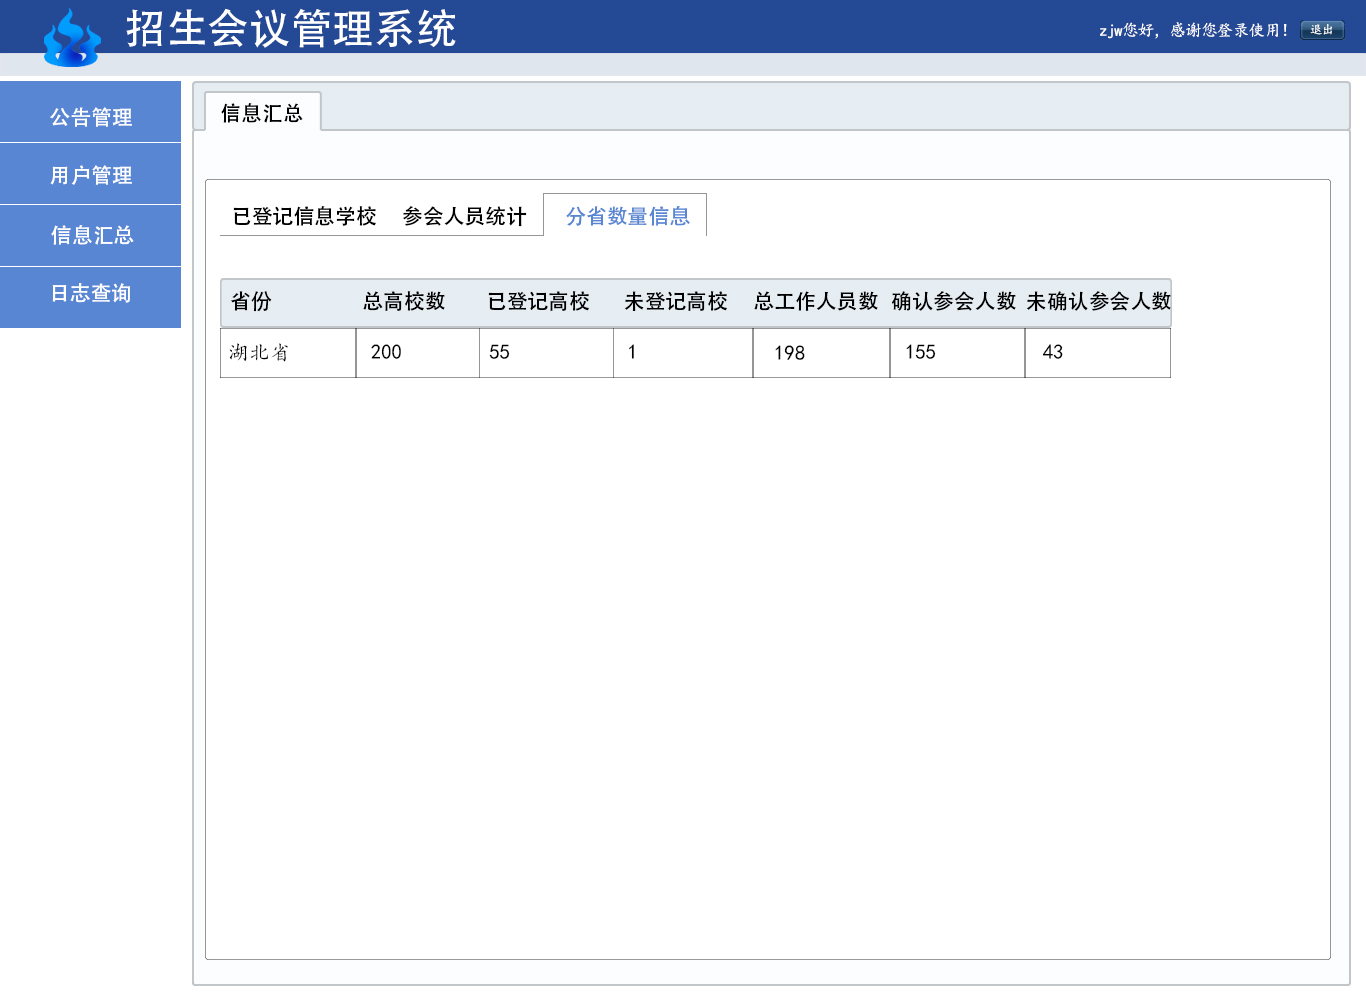 招生会议管理系统
zjw您好，感谢您登录使用！ 退出
公告管理
用户管理
信息汇总
日志查询
信息汇总
已登记信息学校 参会人员统计 分省数量信息
省份 总高校数 已登记高校 未登记高校 总工作人员数 确认参会人数 未确认参会人数
湖北省 200 55 1 198 155 43